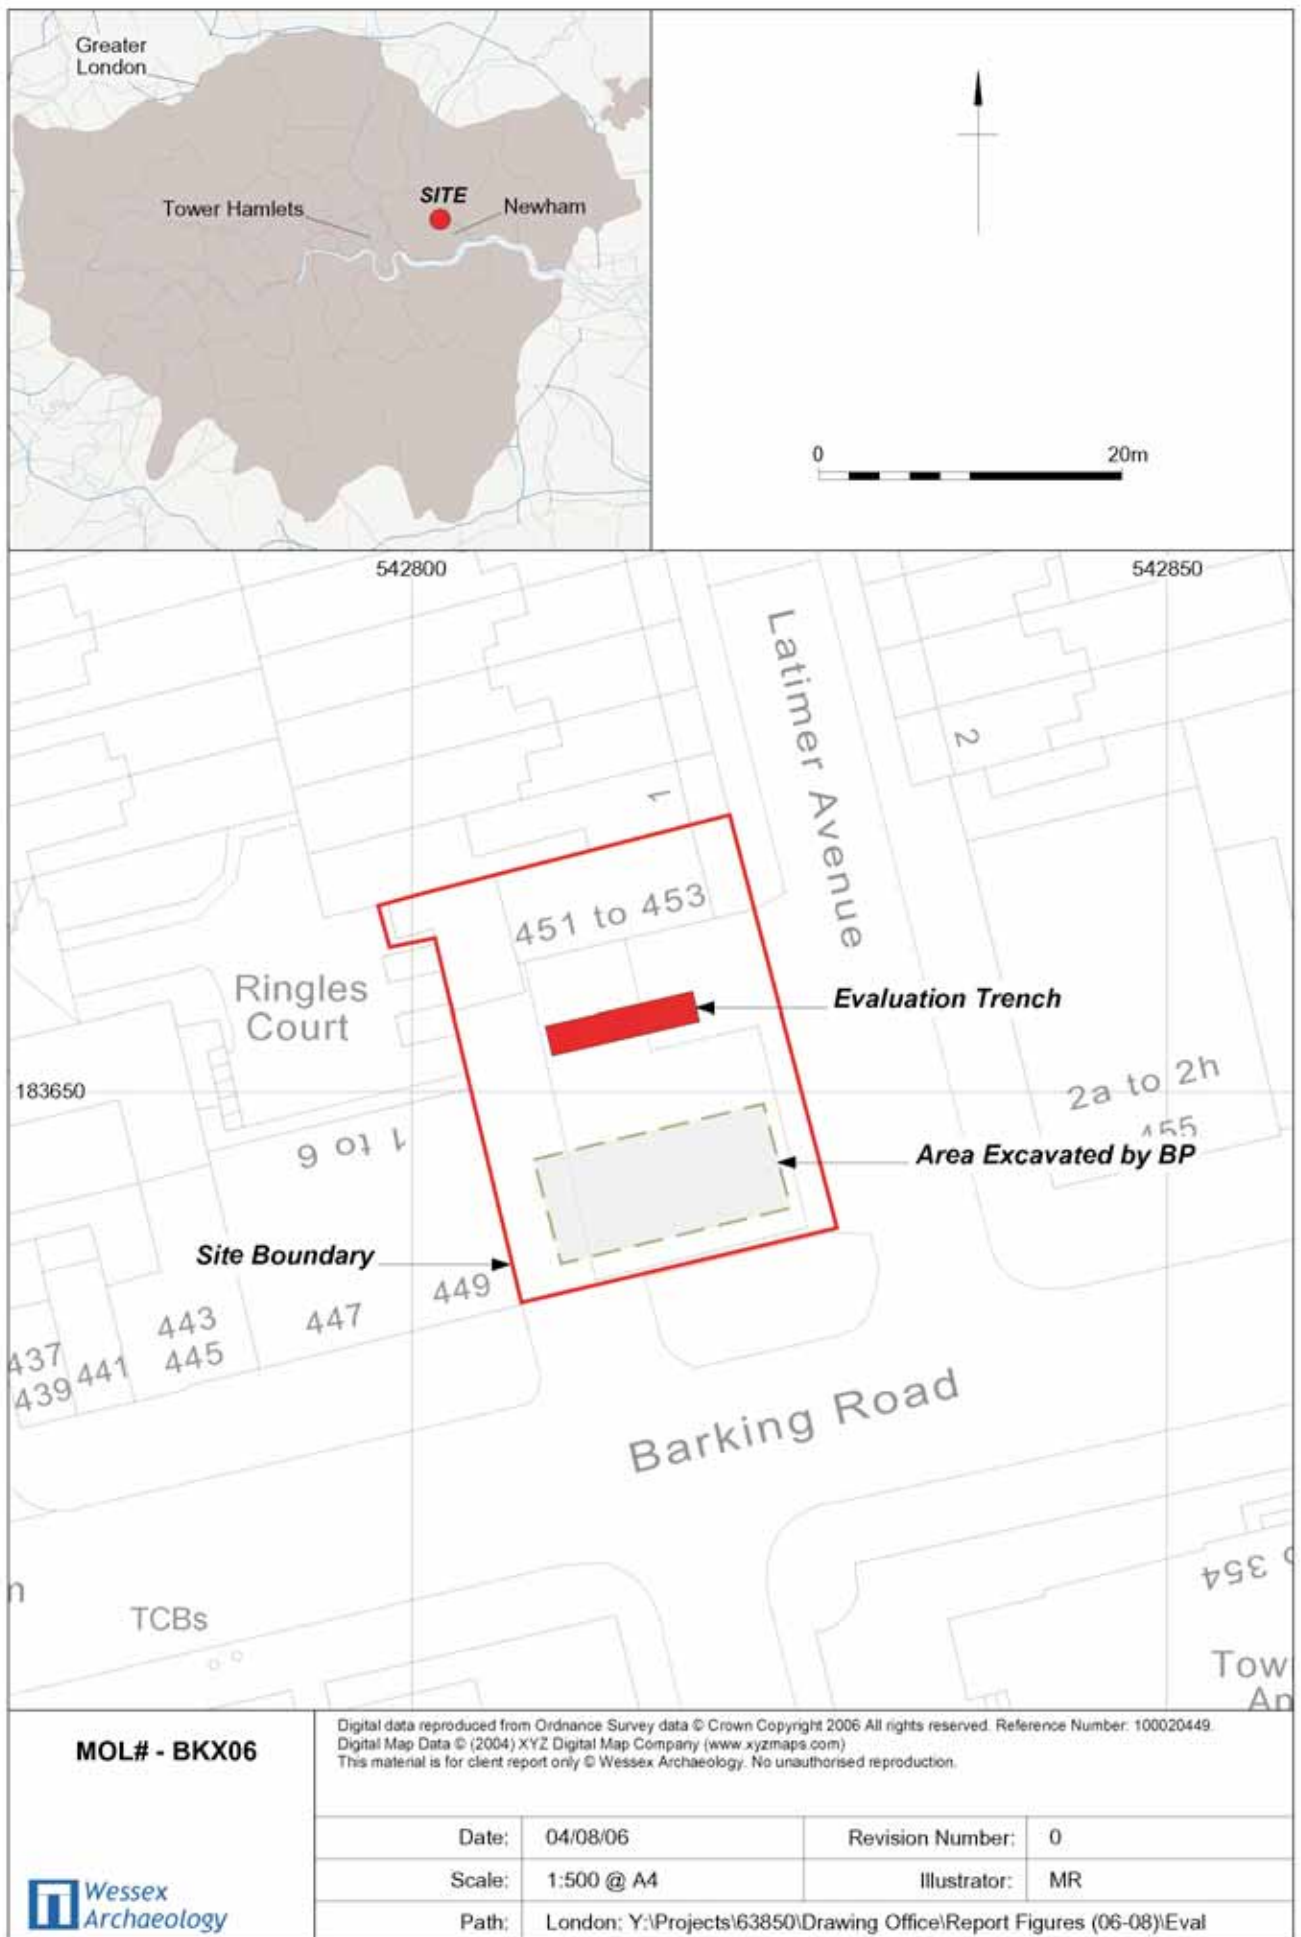 Greater
London
Tower Hamlets
SITE
Newham
0
20m
542800
542850
Latimer Avenue
2
1
451 to 453
Ringles
Court
Evaluation Trench
183650
2a to 2h
455
1 to 6
Area Excavated by BP
Site Boundary
449
447
443
445
437
439
441
Barking Road
354
TCBs
Tow
An
MOL# - BKX06
Digital data reproduced from Ordnance Survey data © Crown Copyright 2006 All rights reserved. Reference Number: 100020449.
Digital Map Data © (2004) XYZ Digital Map Company (www.xyzmaps.com)
This material is for client report only © Wessex Archaeology. No unauthorised reproduction.
Date: 04/08/06 Revision Number: 0
Scale: 1:500 @ A4 Illustrator: MR
Path: London: Y:\Projects\63850\Drawing Office\Report Figures (06-08)\Eval
Wessex
Archaeology